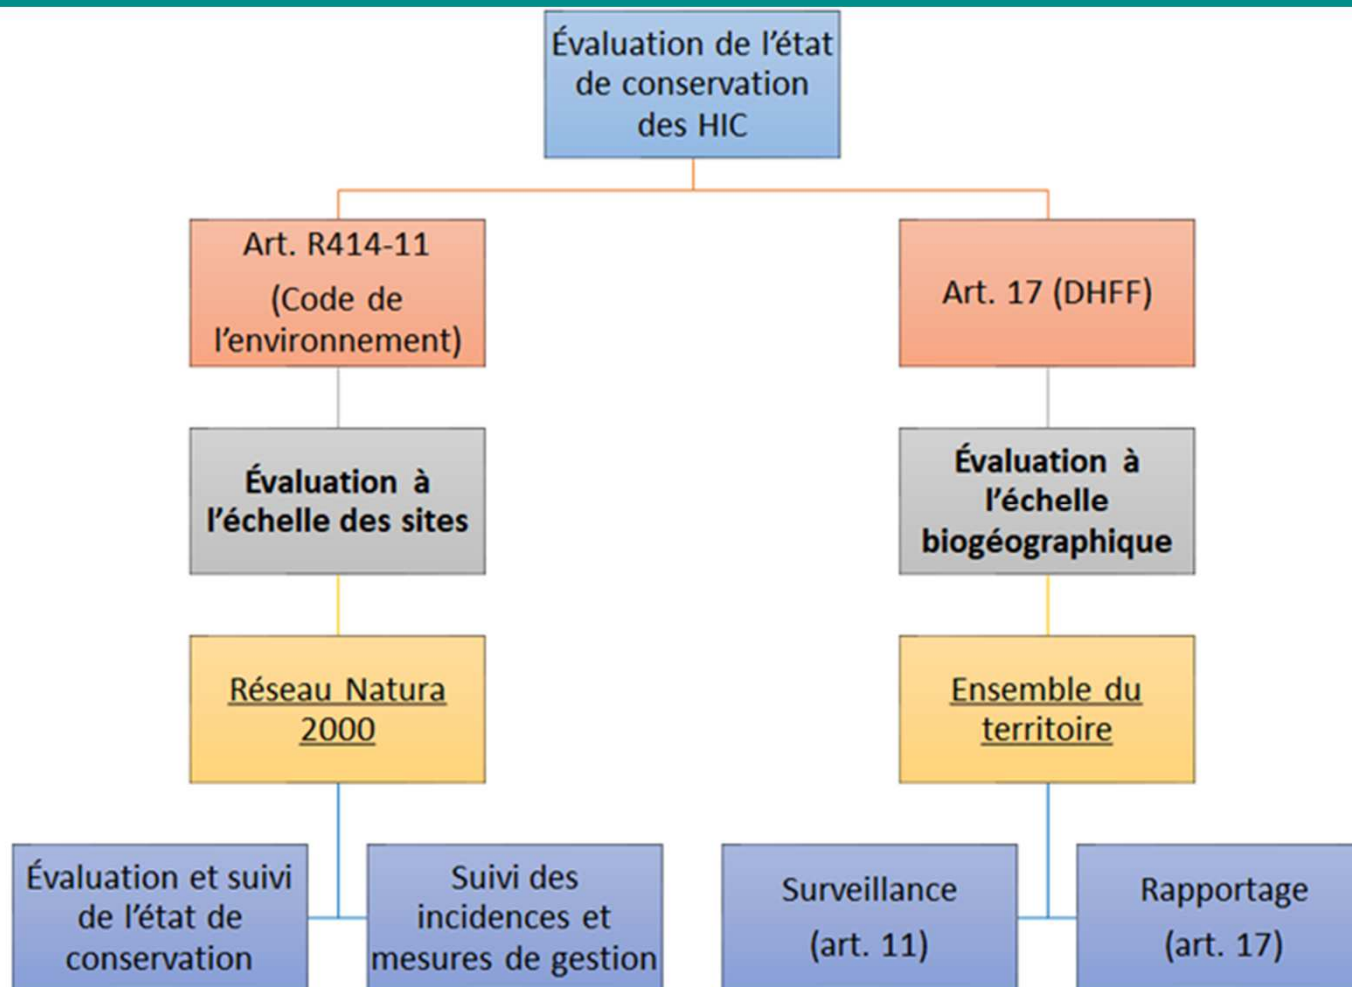 Évaluation de l'état
de conservation
des HIC
Art. R414-11
(Code de
l'environnement)
Art. 17 (DHFF)
Évaluation à
l'échelle des sites
Évaluation à
l'échelle
biogéographique
Réseau Natura
2000
Ensemble du
territoire
Évaluation et suivi
de l'état de
conservation
Suivi des
incidences et
mesures de gestion
Surveillance
(art. 11)
Rapportage
(art. 17)